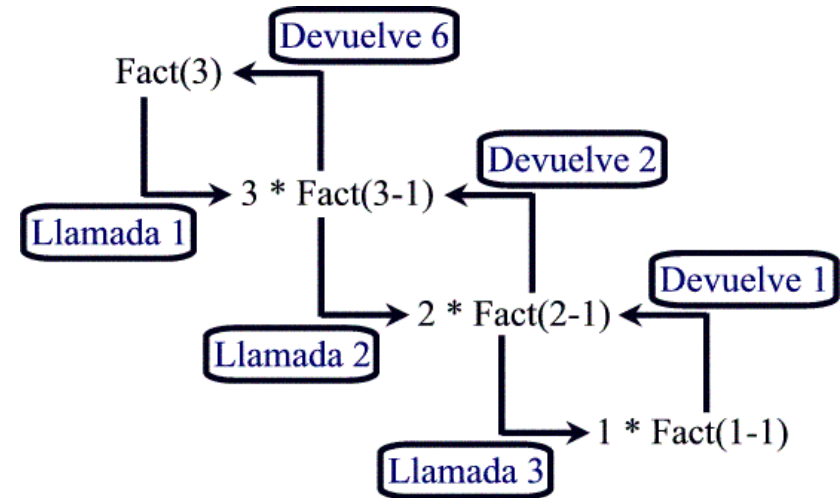 Devuelve 6
Fact(3)
Devuelve 2
3 * Fact(3-1)
Llamada 1
Devuelve 1
2 * Fact(2-1)
Llamada 2
1 * Fact(1-1)
Llamada 3